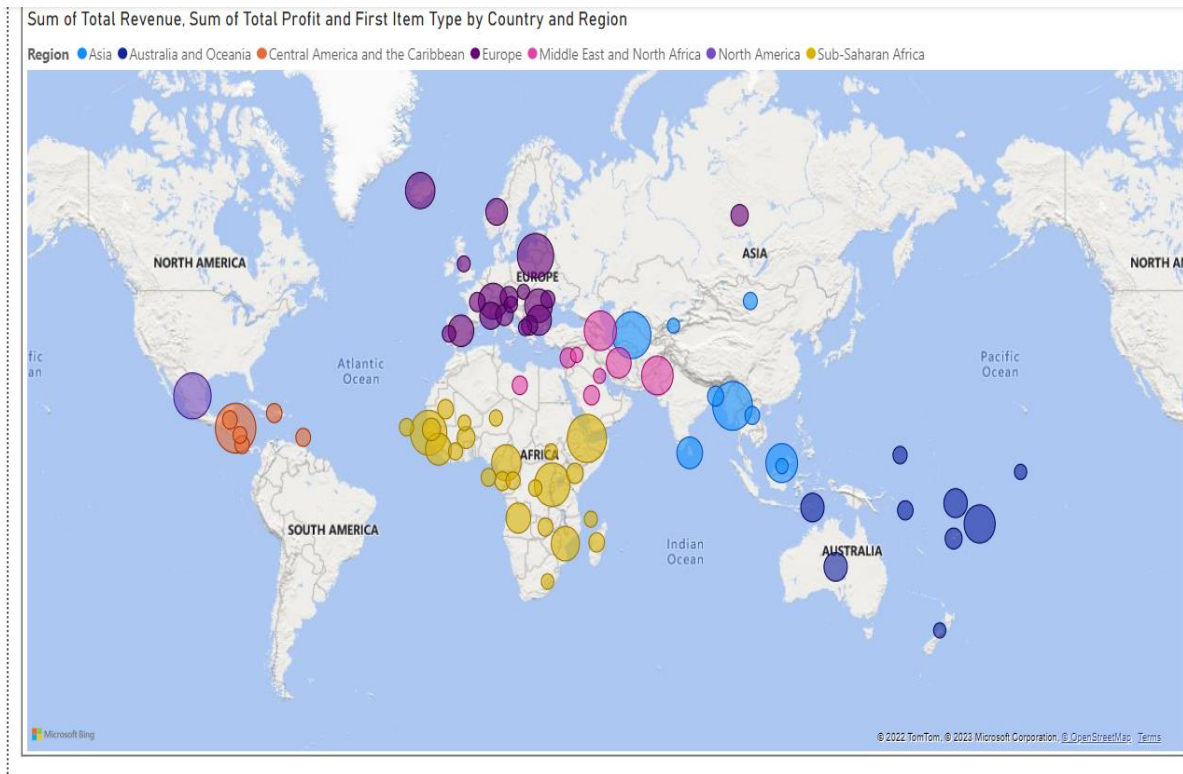 Sum of Total Revenue, Sum of Total Profit and First Item Type by Country and Region
Region Asia Australia and Oceania Central America and the Caribbean Europe Middle East and North Africa North America Sub-Saharan Africa
NORTH AMERICA
ASIA
NORTH AM
EUROPE
fic
an
Atlantic
Ocean
Pacific
Ocean
AFRICA
SOUTH AMERICA
Indian
Ocean
AUSTRALIA
Microsoft Bing
© 2022 TomTom, © 2023 Microsoft Corporation, © OpenStreetMap Terms